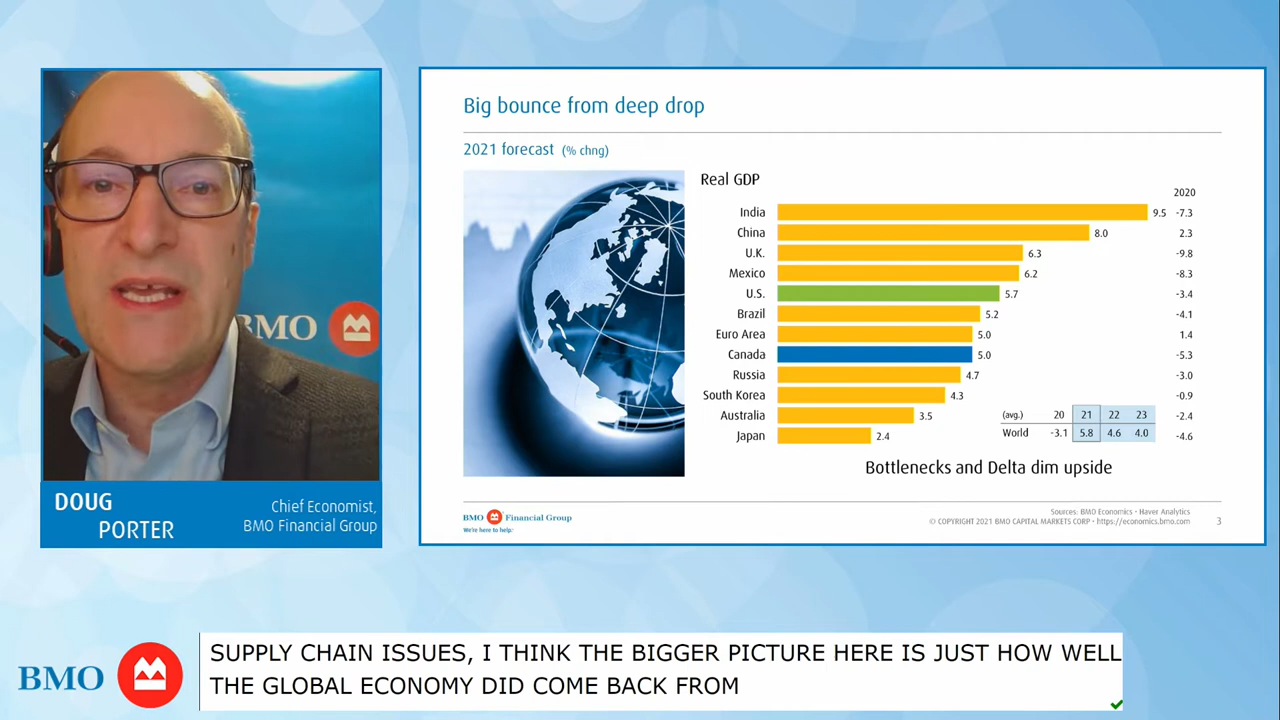 BMO
DOUG
PORTER
Chief Economist,
BMO Financial Group
Big bounce from deep drop
2021 forecast (% chng)
Real GDP
2020
India 9.5 -7.3
China 8.0 2.3
U.K. 6.3 -9.8
Mexico 6.2 -8.3
U.S. 5.7 -3.4
Brazil 5.2 -4.1
Euro Area 5.0 1.4
Canada 5.0 -5.3
Russia 4.7 -3.0
South Korea 4.3 -0.9
Australia 3.5 -2.4
Japan 2.4 -4.6
(avg.) 20 21 22 23
World -3.1 5.8 4.6 4.0
Bottlenecks and Delta dim upside
BMO Financial Group
We're here to help.
Sources: BMO Economics • Haver Analytics
© COPYRIGHT 2021 BMO CAPITAL MARKETS CORP • https://economics.bmo.com
3
BMO
SUPPLY CHAIN ISSUES, I THINK THE BIGGER PICTURE HERE IS JUST HOW WELL
THE GLOBAL ECONOMY DID COME BACK FROM